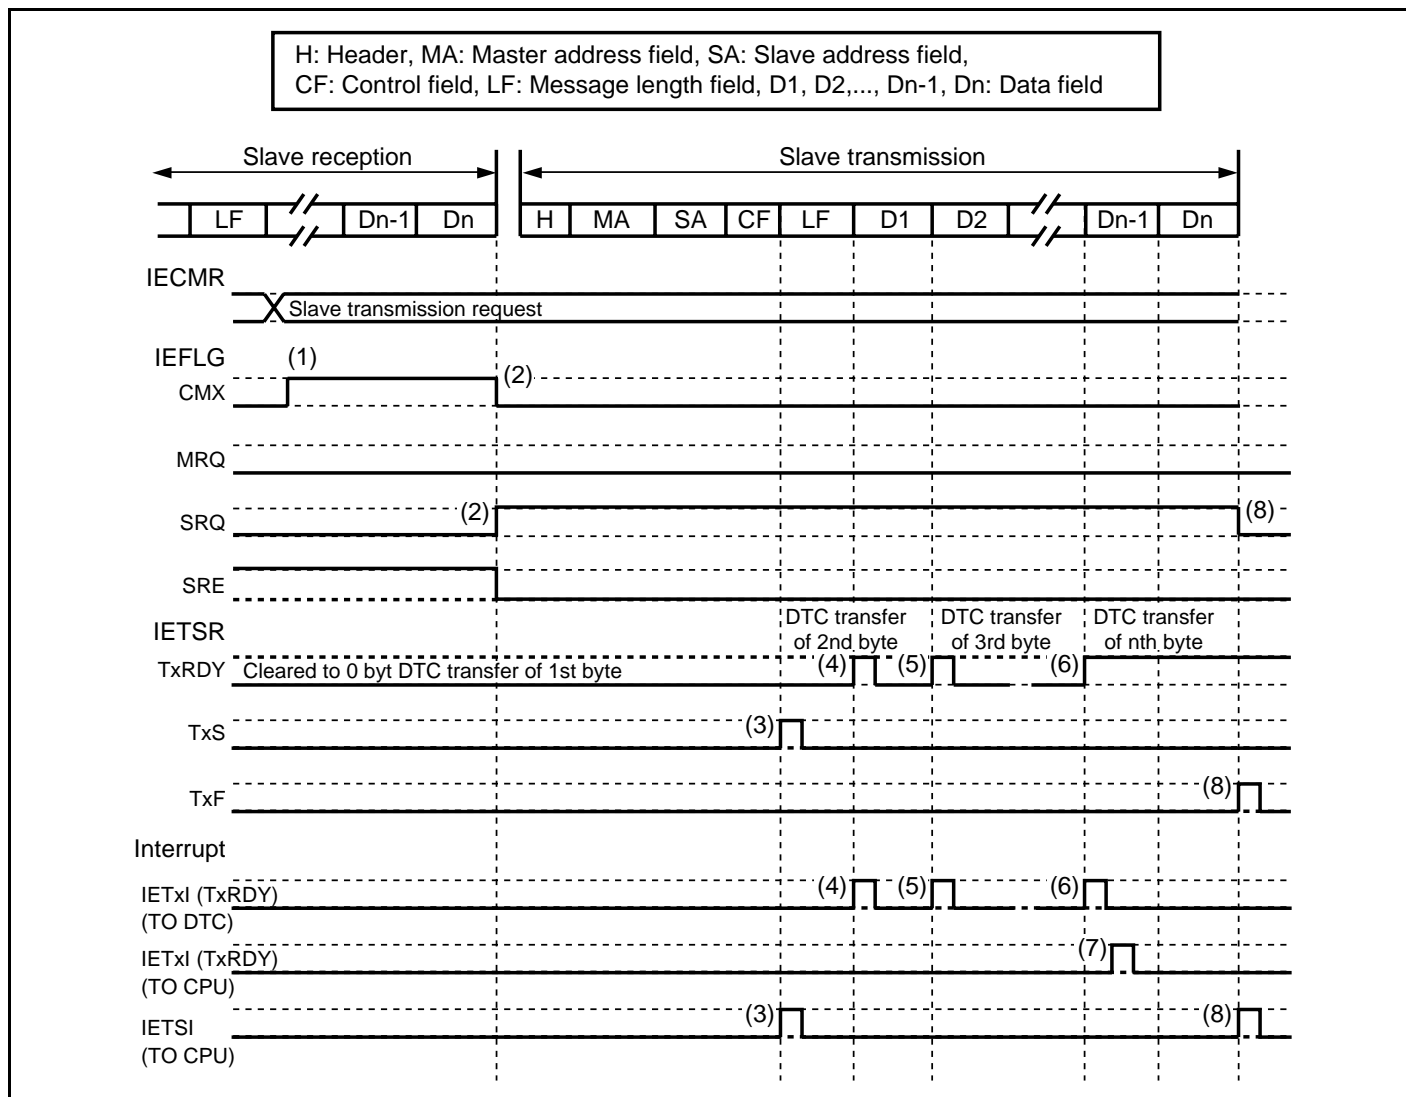 H: Header, MA: Master address field, SA: Slave address field,
CF: Control field, LF: Message length field, D1, D2,..., Dn-1, Dn: Data field
Slave reception
Slave transmission
LF Dn-1 Dn H MA SA CF LF D1 D2 Dn-1 Dn
IECMR
Slave transmission request
IEFLG (1)
CMX (2)
MRQ
SRQ (2) (8)
SRE
IETSR
DTC transfer
of 2nd byte
DTC transfer
of 3rd byte
DTC transfer
of nth byte
TxRDY Cleared to 0 byt DTC transfer of 1st byte (4) (5) (6)
TxS (3)
TxF (8)
Interrupt
IETxI (TxRDY) (4) (5) (6)
(TO DTC)
IETxI (TxRDY) (7)
(TO CPU)
IETSI (3) (8)
(TO CPU)